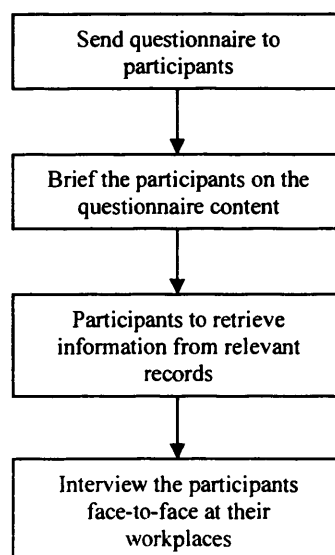 Send questionnaire to
participants
Brief the participants on the
questionnaire content
Participants to retrieve
information from relevant
records
Interview the participants
face-to-face at their
workplaces